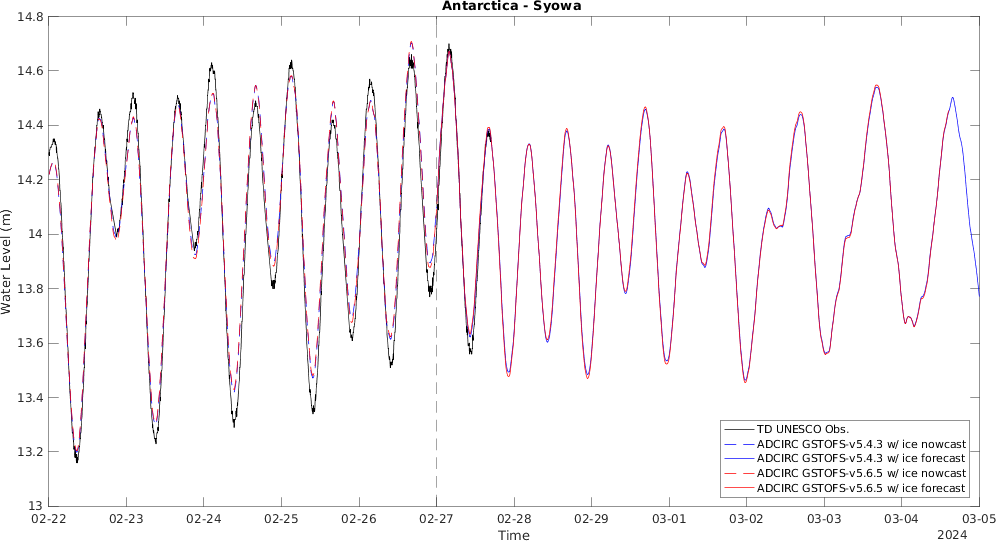 Antarctica - Syowa
14.8
14.6
14.4
14.2
14
13.8
13.6
13.4
13.2
13
Water Level (m)
TD UNESCO Obs.
ADCIRC GSTOFS-v5.4.3 w/ ice nowcast
ADCIRC GSTOFS-v5.4.3 w/ ice forecast
ADCIRC GSTOFS-v5.6.5 w/ ice nowcast
ADCIRC GSTOFS-v5.6.5 w/ ice forecast
02-22 02-23 02-24 02-25 02-26 02-27 02-28 02-29 03-01 03-02 03-03 03-04 03-05
Time
2024